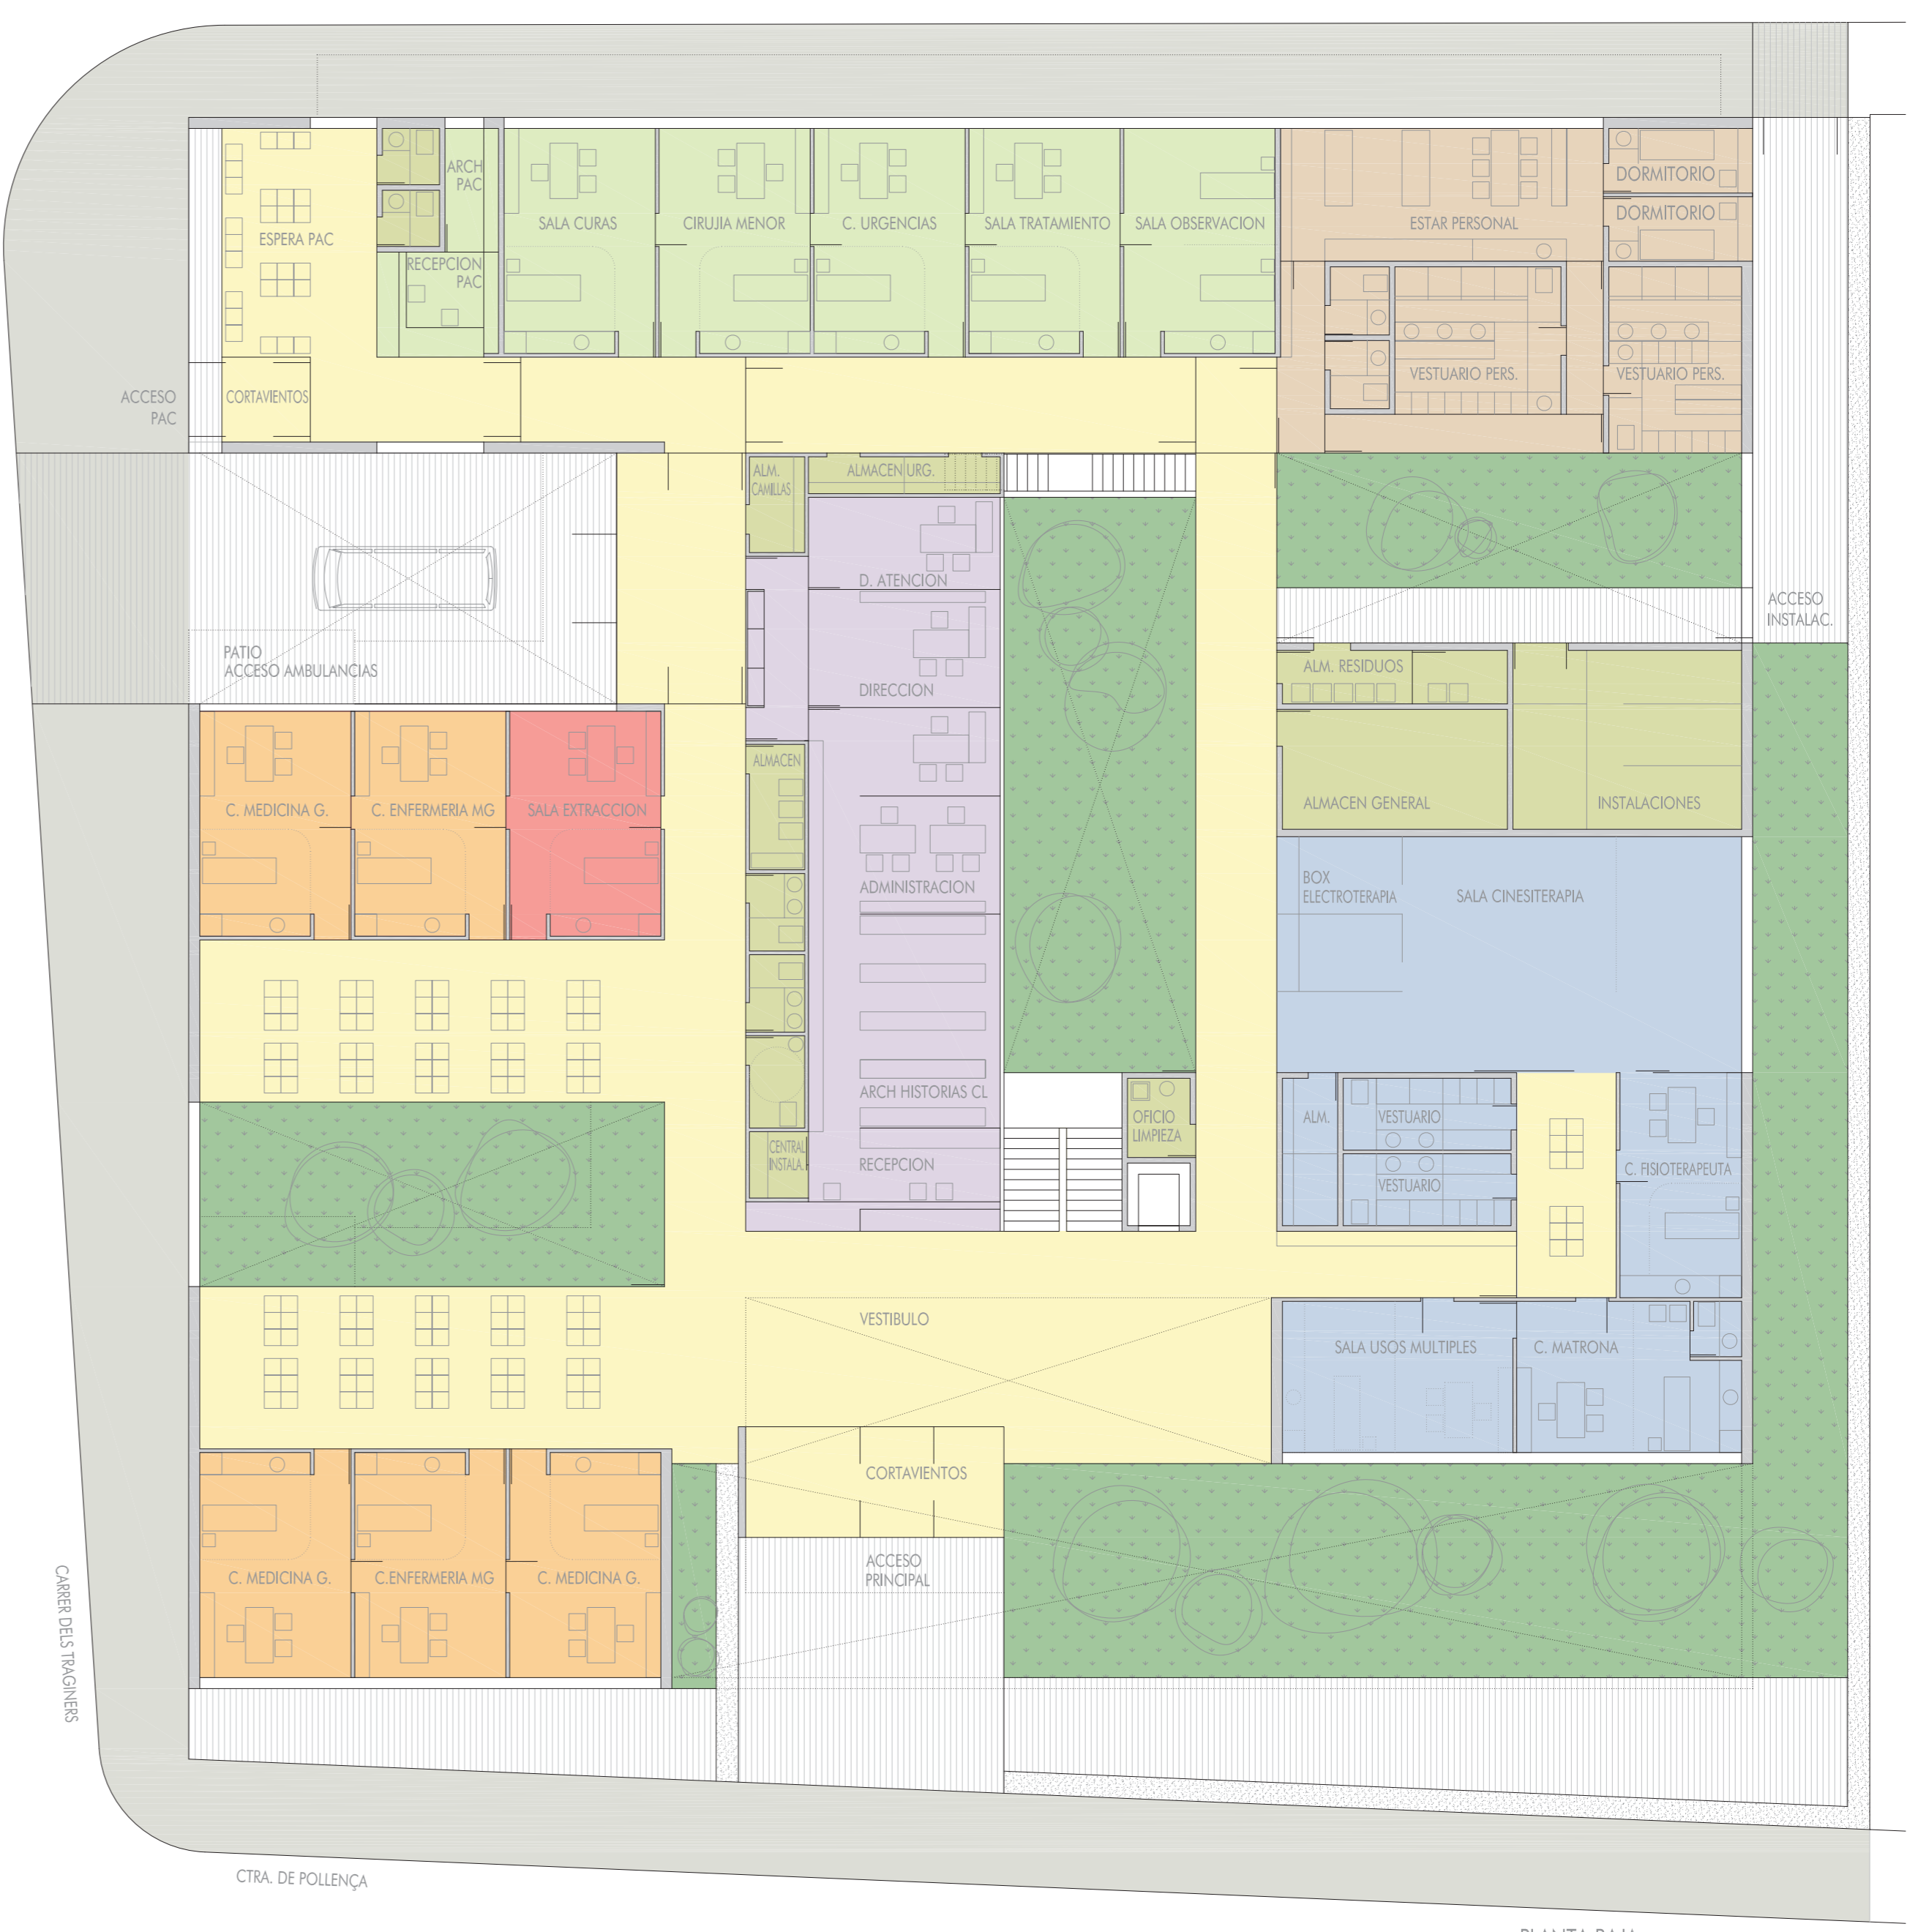 ARCH
PAC
ESPERA PAC
RECEPCION
PAC
SALA CURAS
CIRUJIA MENOR
C. URGENCIAS
SALA TRATAMIENTO
SALA OBSERVACION
ESTAR PERSONAL
DORMITORIO
DORMITORIO
VESTUARIO PERS.
VESTUARIO PERS.
ACCESO
PAC
CORTAVIENTOS
ALM.
CAMILLAS
ALMACEN URG.
D. ATENCION
DIRECCION
PATIO
ACCESO AMBULANCIAS
ACCESO
INSTALAC.
ALM. RESIDUOS
ALMACEN GENERAL
INSTALACIONES
C. MEDICINA G.
C. ENFERMERIA MG
SALA EXTRACCION
ALMACEN
ADMINISTRACION
BOX
ELECTROTERAPIA
SALA CINESITERAPIA
ARCH HISTORIAS CL
OFICIO
LIMPIEZA
ALM.
VESTUARIO
VESTUARIO
C. FISIOTERAPEUTA
CENTRAL
INSTALA.
RECEPCION
VESTIBULO
SALA USOS MULTIPLES
C. MATRONA
CORTAVIENTOS
ACCESO
PRINCIPAL
C. MEDICINA G.
C.ENFERMERIA MG
C. MEDICINA G.
CARRER DELS TRAGINERS
CTRA. DE POLLENÇA
PLANTA BAJA